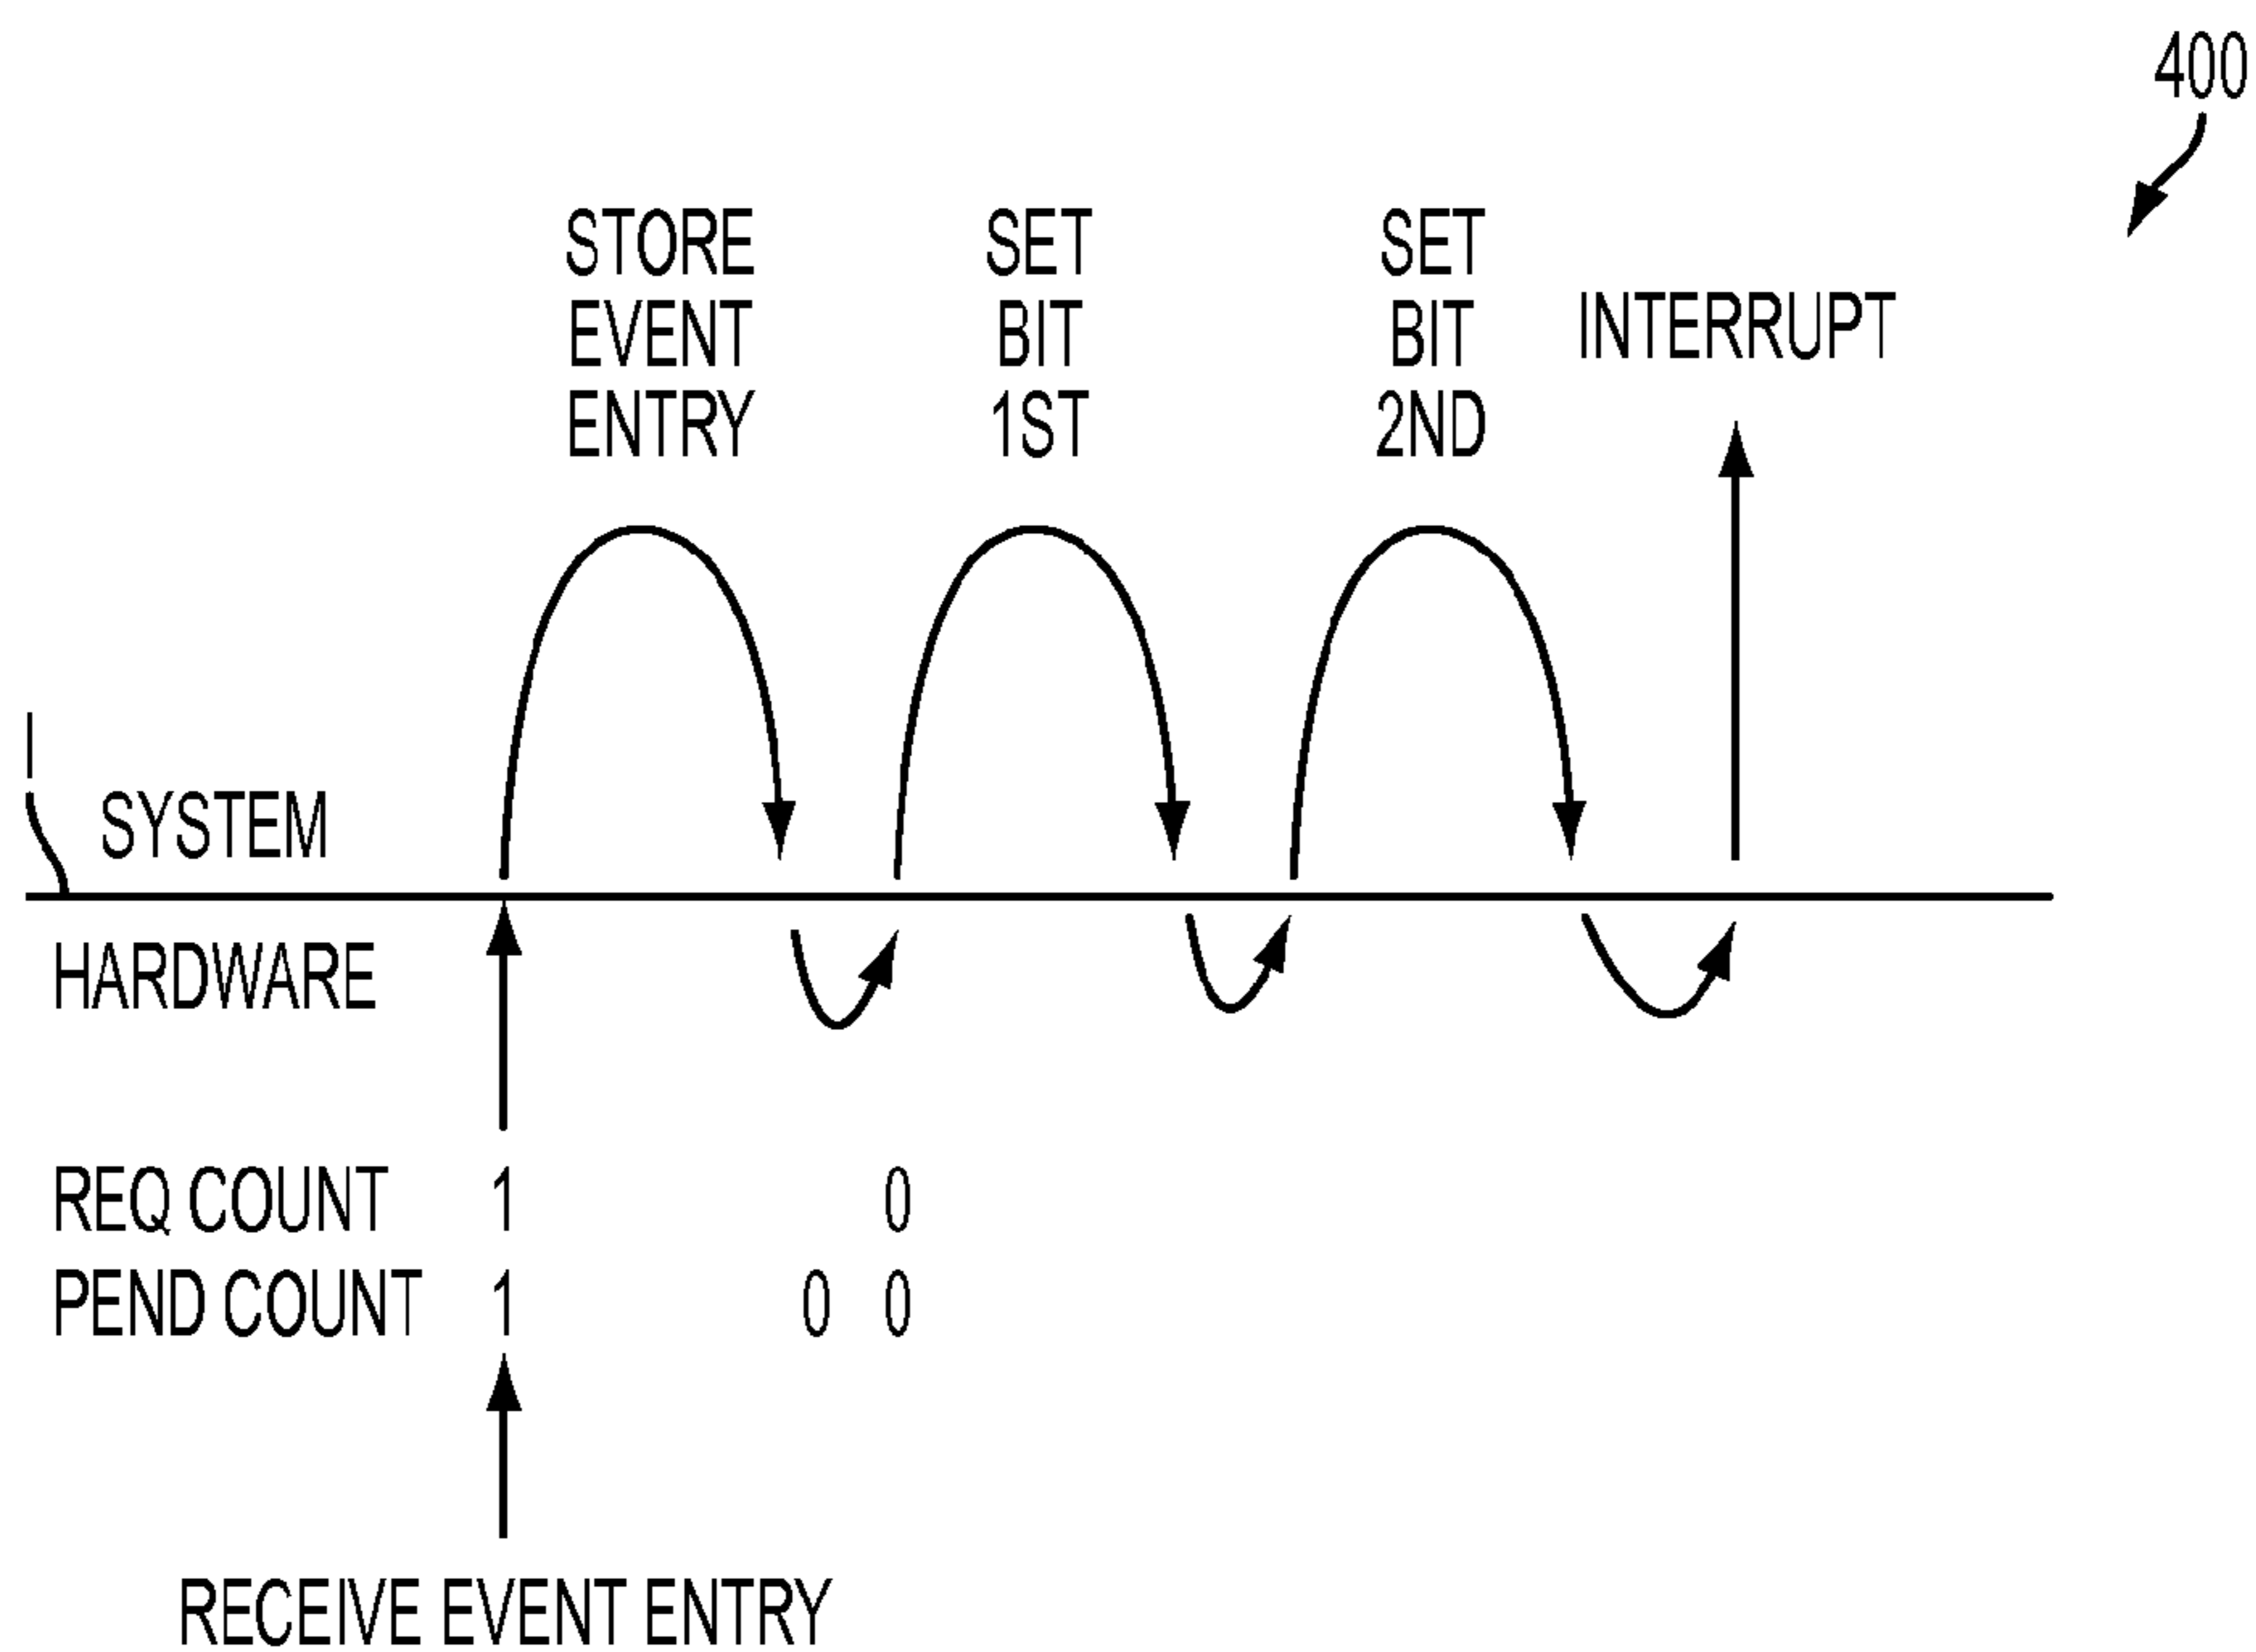 400
STORE
EVENT
ENTRY
SET
BIT
1ST
SET
BIT
2ND
INTERRUPT
I
SYSTEM
HARDWARE
REQ COUNT 1 0
PEND COUNT 1 0 0
RECEIVE EVENT ENTRY